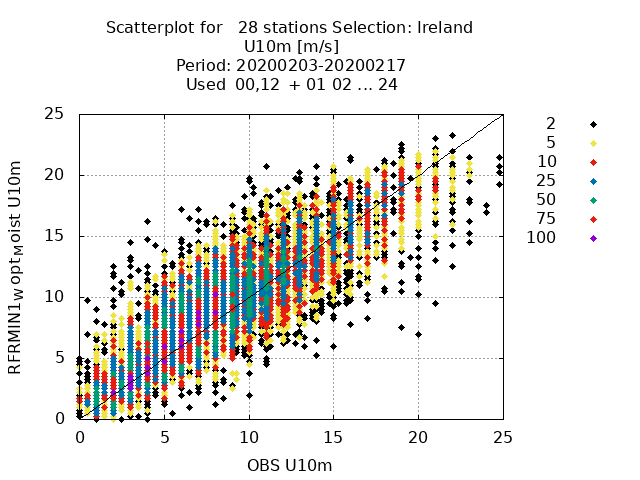 Scatterplot for 28 stations Selection: Ireland
U10m [m/s]
Period: 20200203-20200217
Used 00,12 + 01 02 ... 24
25
20
15
10
5
0
RFRMIN1_W opt_M oist U10m
0 5 10 15 20 25
OBS U10m
2
5
10
25
50
75
100